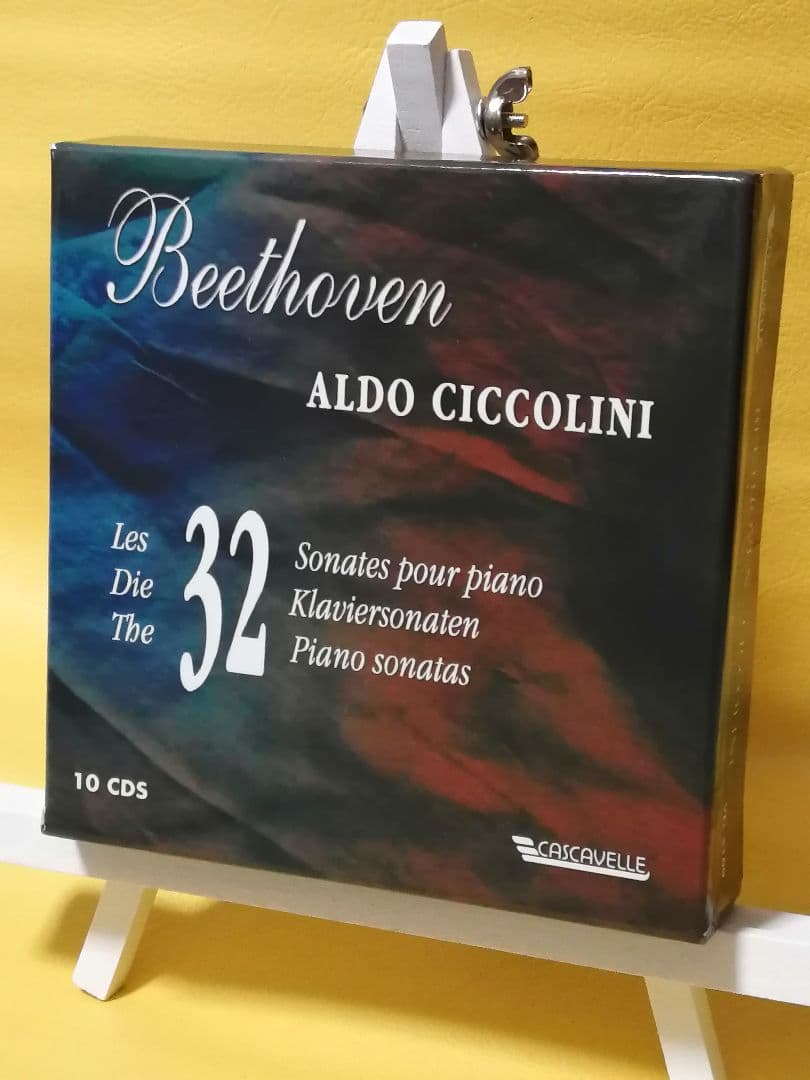 Beethoven
ALDO CICCOLINI
Les
Die
The
32
Sonates pour piano
Klaviersonaten
Piano sonatas
10 CDS
CASCAVELLE